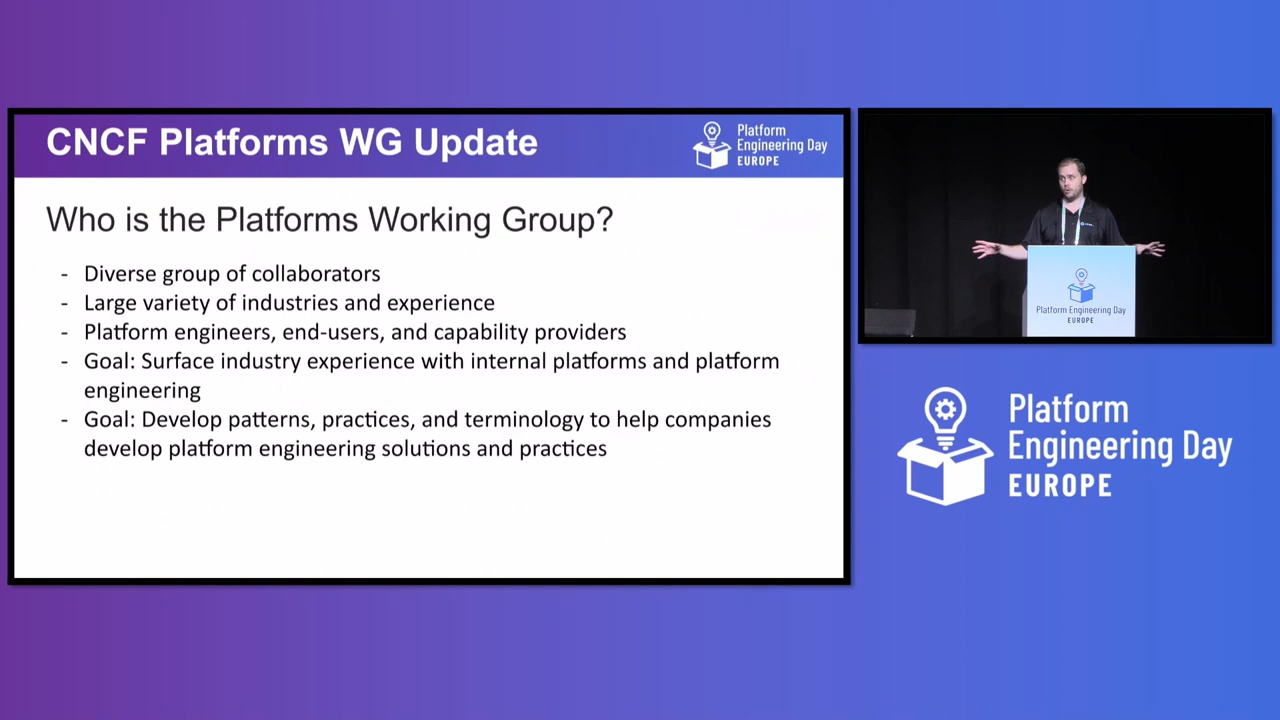 CNCF Platforms WG Update
Platform
Engineering Day
EUROPE
Who is the Platforms Working Group?
- Diverse group of collaborators
- Large variety of industries and experience
- Platform engineers, end-users, and capability providers
- Goal: Surface industry experience with internal platforms and platform
engineering
- Goal: Develop patterns, practices, and terminology to help companies
develop platform engineering solutions and practices
Platform Engineering Day
EUROPE
Platform
Engineering Day
EUROPE